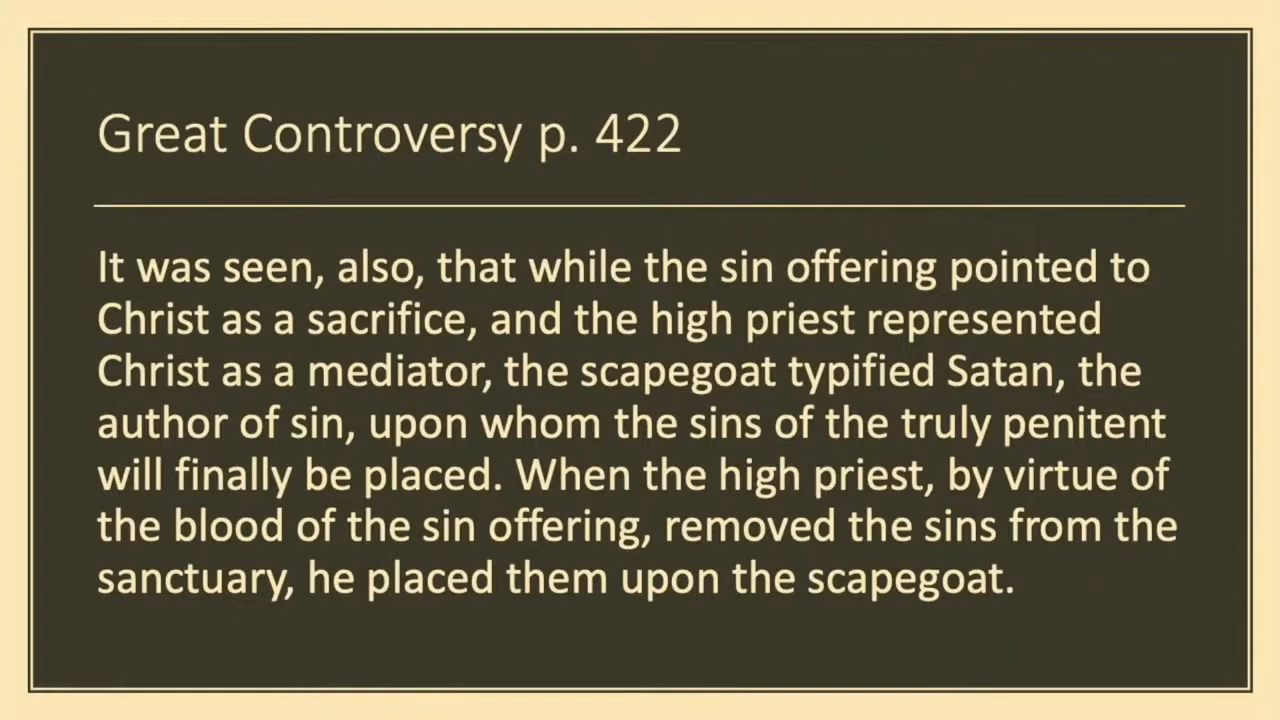 Great Controversy p. 422
It was seen, also, that while the sin offering pointed to
Christ as a sacrifice, and the high priest represented
Christ as a mediator, the scapegoat typified Satan, the
author of sin, upon whom the sins of the truly penitent
will finally be placed. When the high priest, by virtue of
the blood of the sin offering, removed the sins from the
sanctuary, he placed them upon the scapegoat.